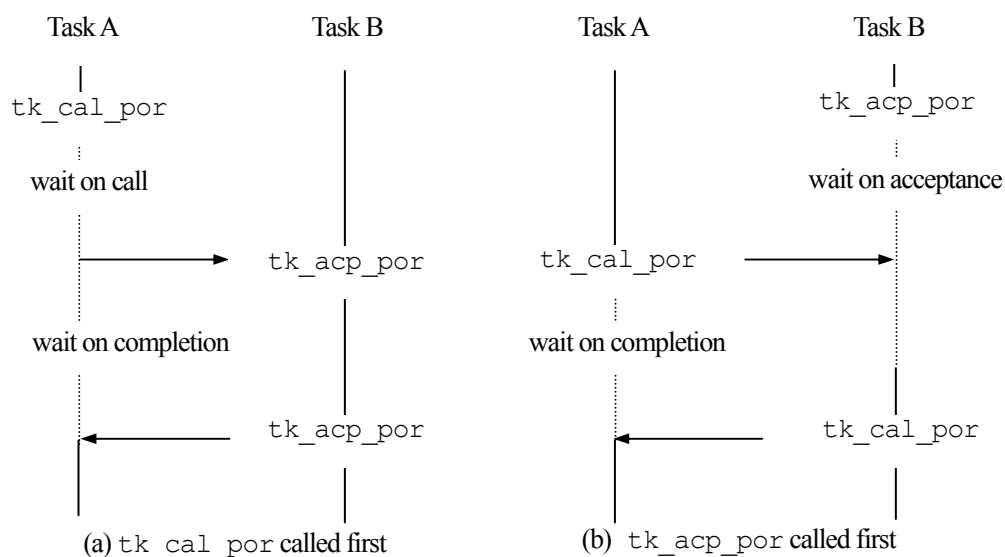 Task A Task B Task A Task B
tk_cal_por
tk_acp_por
wait on call
wait on acceptance
tk_acp_por
tk_cal_por
wait on completion
wait on completion
tk_acp_por
tk_cal_por
(a) tk cal por called first
(b) tk_acp_por called first